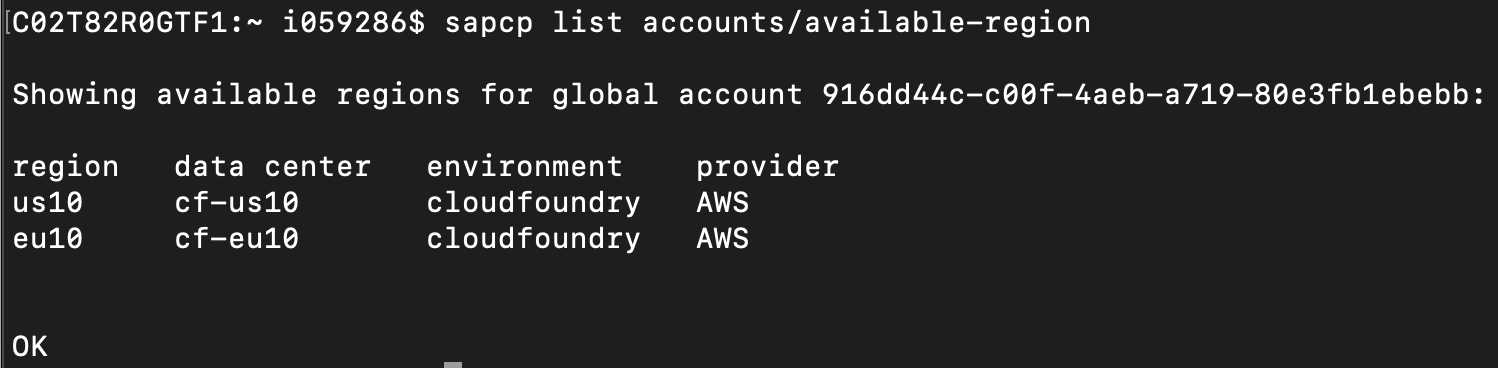 C02T82R0GTF1:~ i059286$ sapcp list accounts/available-region
Showing available regions for global account 916dd44c-c00f-4aeb-a719-80e3fb1ebebb:
region   data center   environment    provider
us10     cf-us10       cloudfoundry   AWS
eu10     cf-eu10       cloudfoundry   AWS
OK